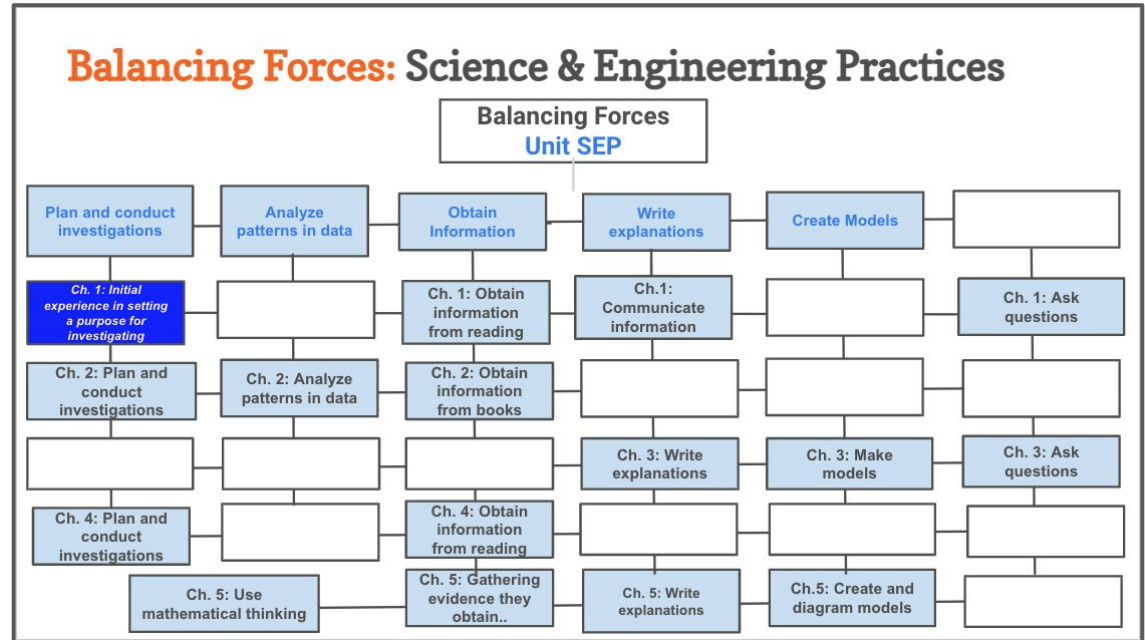 Balancing Forces: Science & Engineering Practices
Balancing Forces
Unit SEP
Plan and conduct
investigations
Analyze
patterns in data
Obtain
Information
Write
explanations
Create Models
Ch. 1: Initial
experience in setting
a purpose for
investigating
Ch. 1: Obtain
information
from reading
Ch.1:
Communicate
information
Ch. 1: Ask
questions
Ch. 2: Plan and
conduct
investigations
Ch. 2: Analyze
patterns in data
Ch. 2: Obtain
information
from books
Ch. 3: Write
explanations
Ch. 3: Make
models
Ch. 3: Ask
questions
Ch. 4: Plan and
conduct
investigations
Ch. 4: Obtain
information
from reading
Ch. 5: Use
mathematical thinking
Ch. 5: Gathering
evidence they
obtain..
Ch. 5: Write
explanations
Ch.5: Create and
diagram models